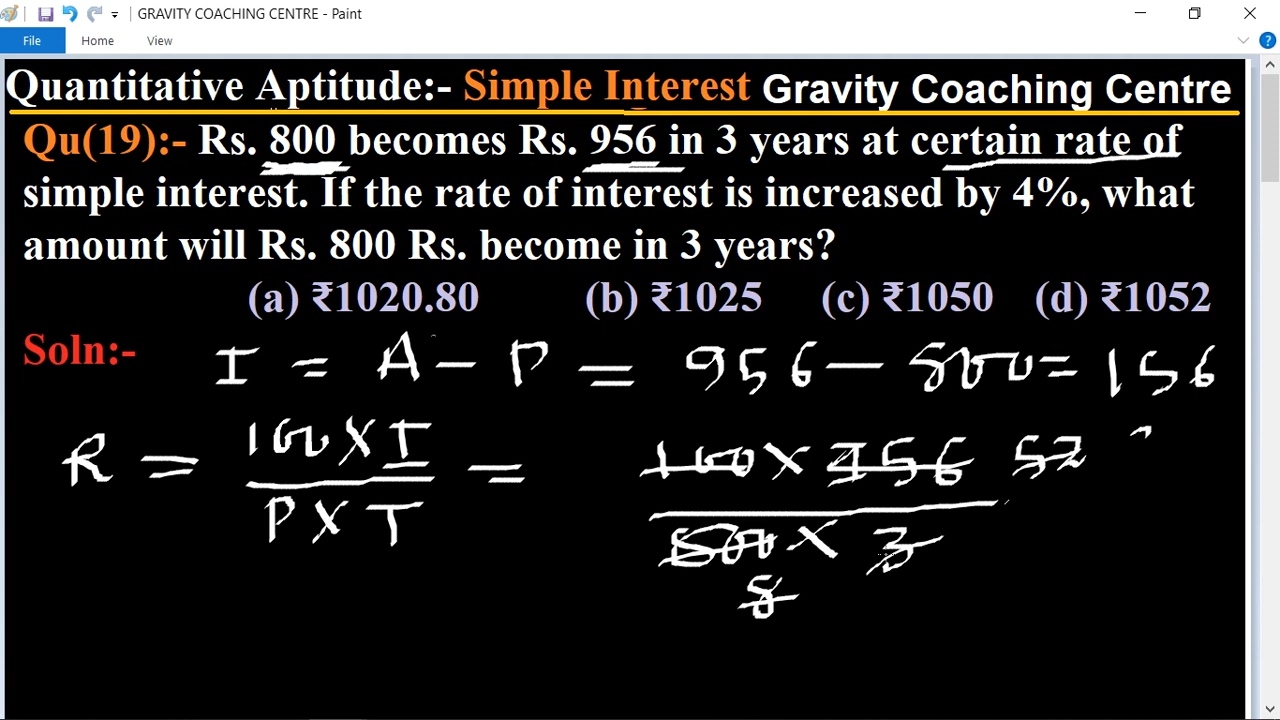 GRAVITY COACHING CENTRE - Paint
File Home View
Quantitative Aptitude:- Simple Interest Gravity Coaching Centre
Qu(19):- Rs. 800 becomes Rs. 956 in 3 years at certain rate of
simple interest. If the rate of interest is increased by 4%, what
amount will Rs. 800 Rs. become in 3 years?
(a) ₹1020.80 (b) ₹1025 (c) ₹1050 (d) ₹1052
Soln:- I = A - P = 956 - 800 = 156
R = 100 X I = 100 X 156 52
P X T 800 X 3
8